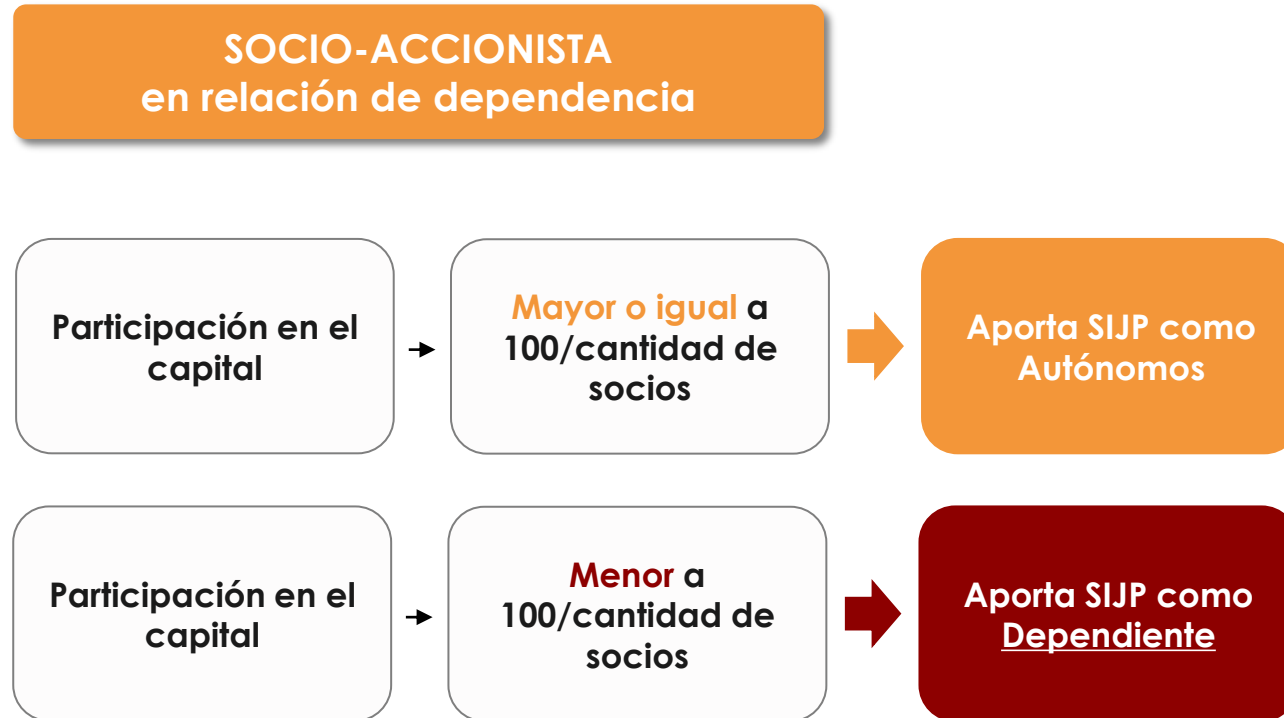 SOCIO-ACCIONISTA
en relación de dependencia
Participación en el
capital
Mayor o igual a
100/cantidad de
socios
Aporta SIJP como
Autónomos
Participación en el
capital
Menor a
100/cantidad de
socios
Aporta SIJP como
Dependiente